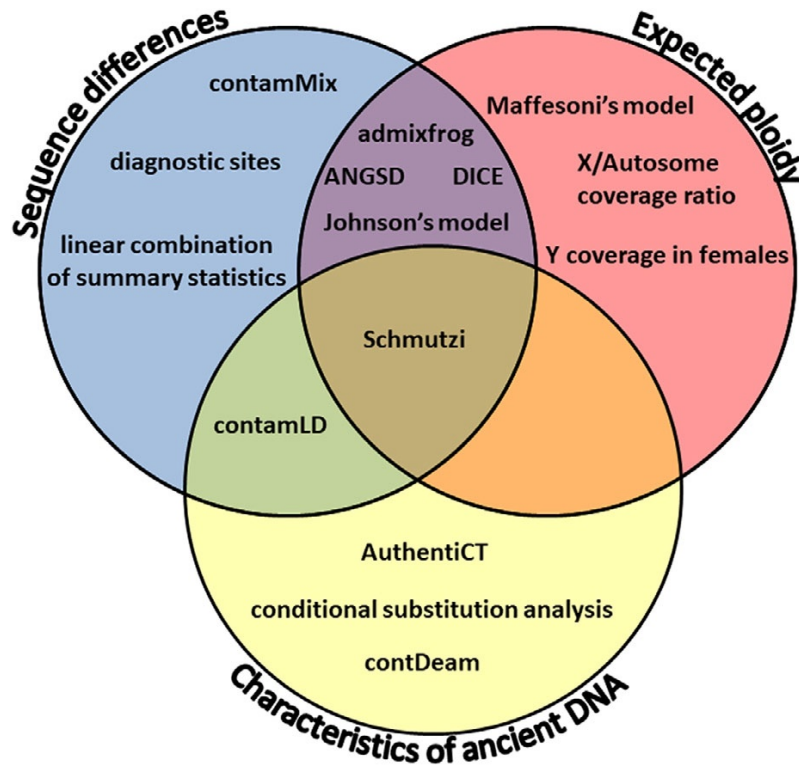 Sequence differences
Expected ploidy
contamMix
diagnostic sites
linear combination
of summary statistics
admixfrog
ANGSD DICE
Johnson's model
Maffesoni's model
X/Autosome
coverage ratio
Y coverage in females
Schmutzi
contamLD
AuthentiCT
conditional substitution analysis
contDeam
Characteristics of ancient DNA